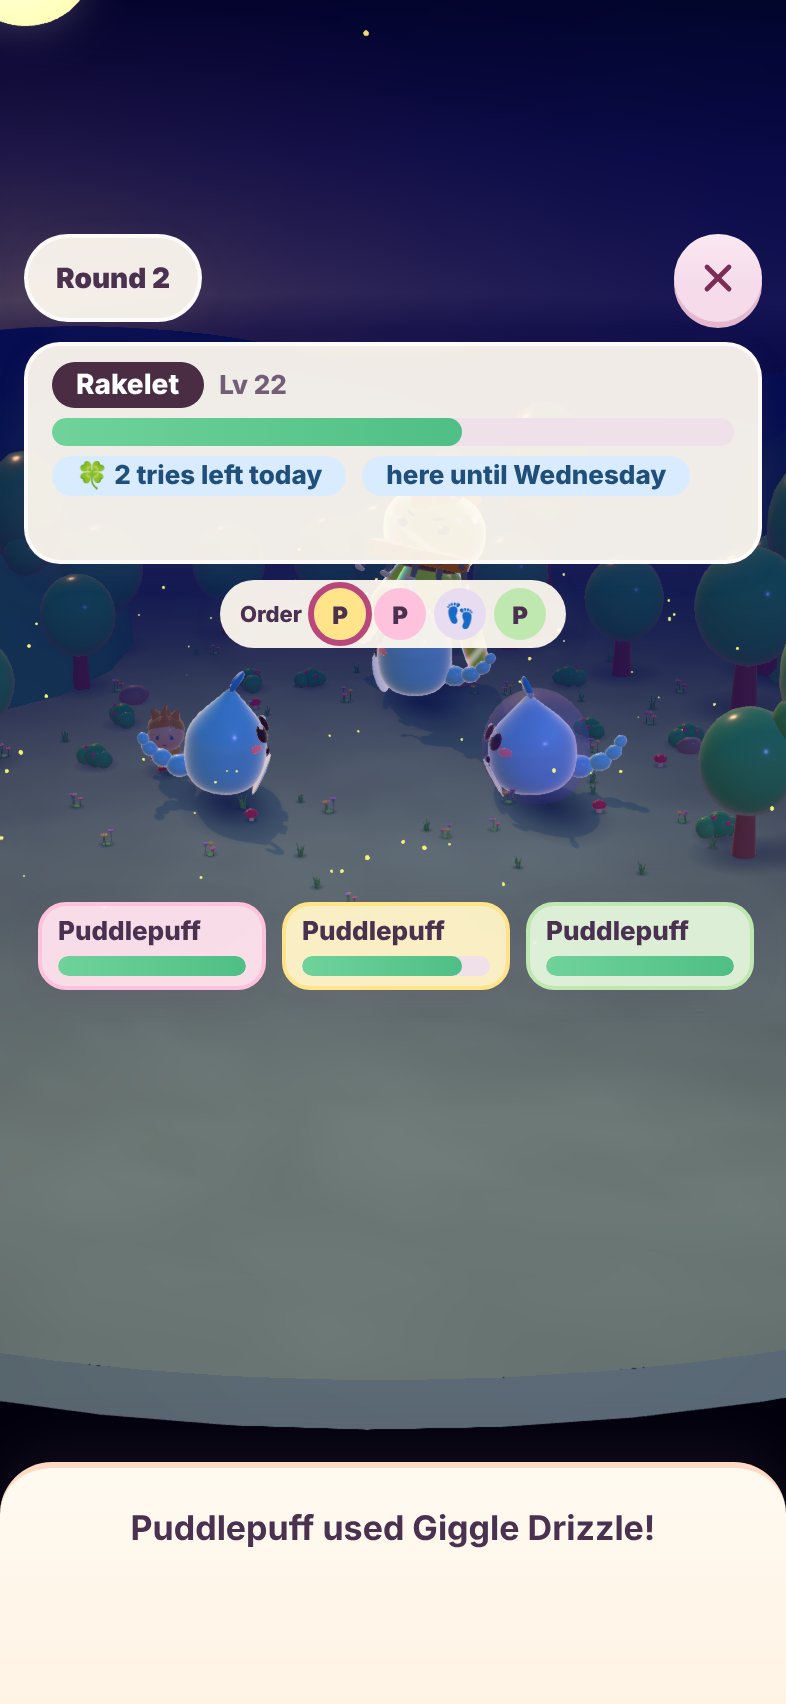 Round 2
Rakelet Lv 22
🍀 2 tries left today here until Wednesday
Order P P 👣 P
Puddlepuff Puddlepuff Puddlepuff
Puddlepuff used Giggle Drizzle!